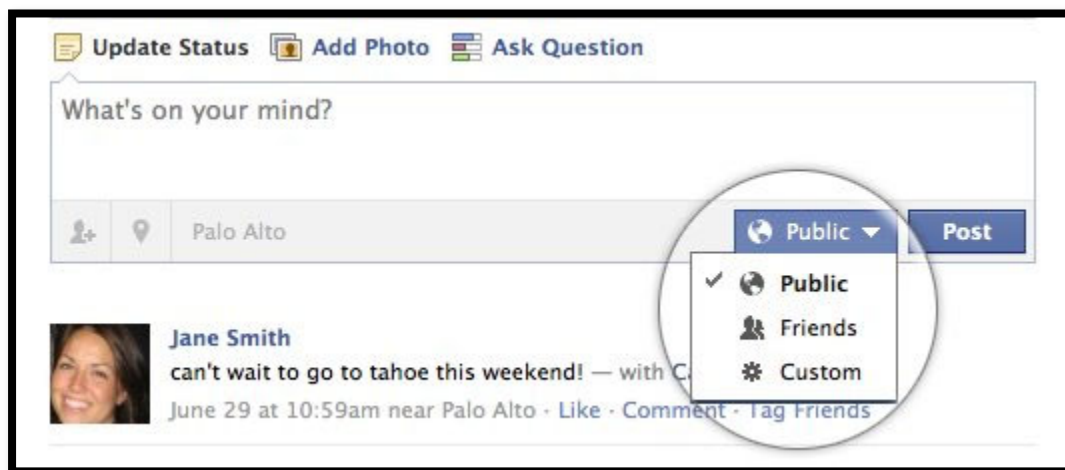 Update Status Add Photo Ask Question
What's on your mind?
Palo Alto Public Post
Public
Friends
Custom
Jane Smith
can't wait to go to tahoe this weekend! — with
June 29 at 10:59am near Palo Alto · Like · Comment · Tag Friends